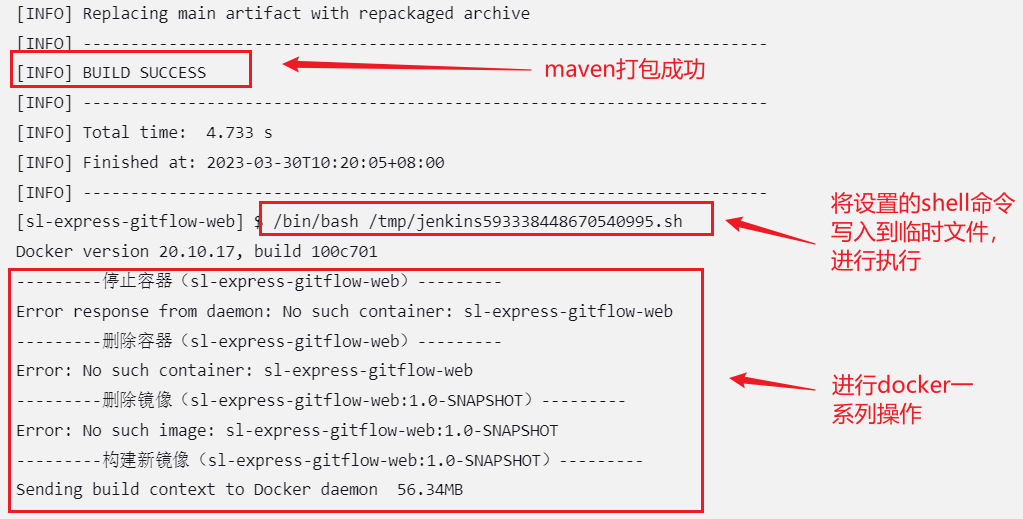 [INFO] Replacing main artifact with repackaged archive
[INFO] ------------------------------------------------------------------------
[INFO] BUILD SUCCESS
maven打包成功
[INFO] ------------------------------------------------------------------------
[INFO] Total time:  4.733 s
[INFO] Finished at: 2023-03-30T10:20:05+08:00
[INFO] ------------------------------------------------------------------------
[sl-express-gitflow-web] $ /bin/bash /tmp/jenkins593338448670540995.sh
将设置的shell命令
写入到临时文件，
进行执行
Docker version 20.10.17, build 100c701
---------停止容器（sl-express-gitflow-web）---------
Error response from daemon: No such container: sl-express-gitflow-web
---------删除容器（sl-express-gitflow-web）---------
Error: No such container: sl-express-gitflow-web
---------删除镜像（sl-express-gitflow-web:1.0-SNAPSHOT）---------
Error: No such image: sl-express-gitflow-web:1.0-SNAPSHOT
---------构建新镜像（sl-express-gitflow-web:1.0-SNAPSHOT）---------
Sending build context to Docker daemon  56.34MB
进行docker一
系列操作